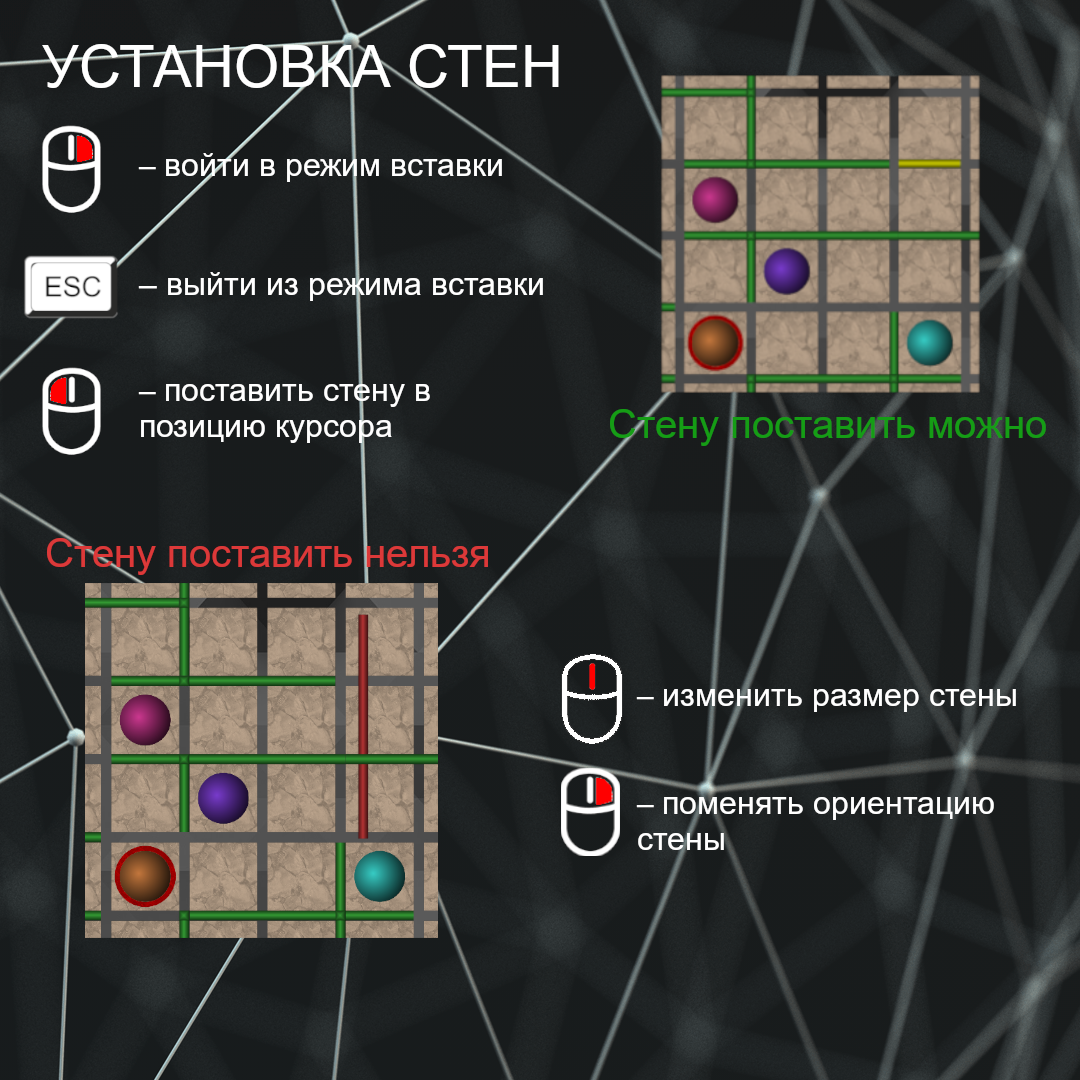 УСТАНОВКА СТЕН
– войти в режим вставки
ESC
– выйти из режима вставки
– поставить стену в
позицию курсора
Стену поставить можно
Стену поставить нельзя
– изменить размер стены
– поменять ориентацию
стены